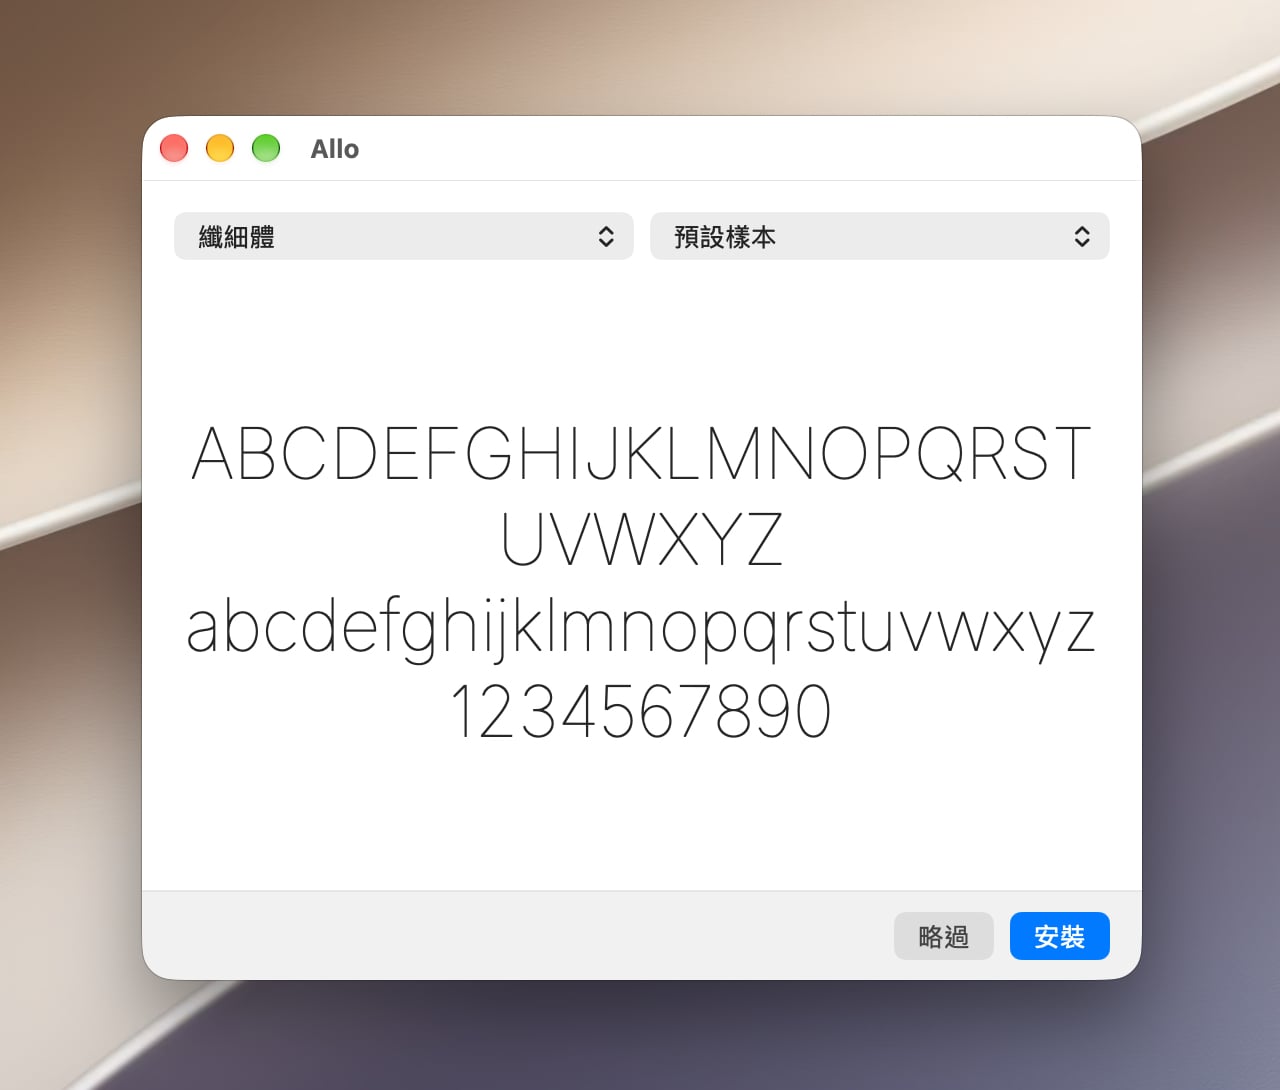 Allo
纖細體
預設樣本
ABCDEFGHIJKLMNOPQRST
UVWXYZ
abcdefghijklmnopqrstuvwxyz
1234567890
略過
安裝